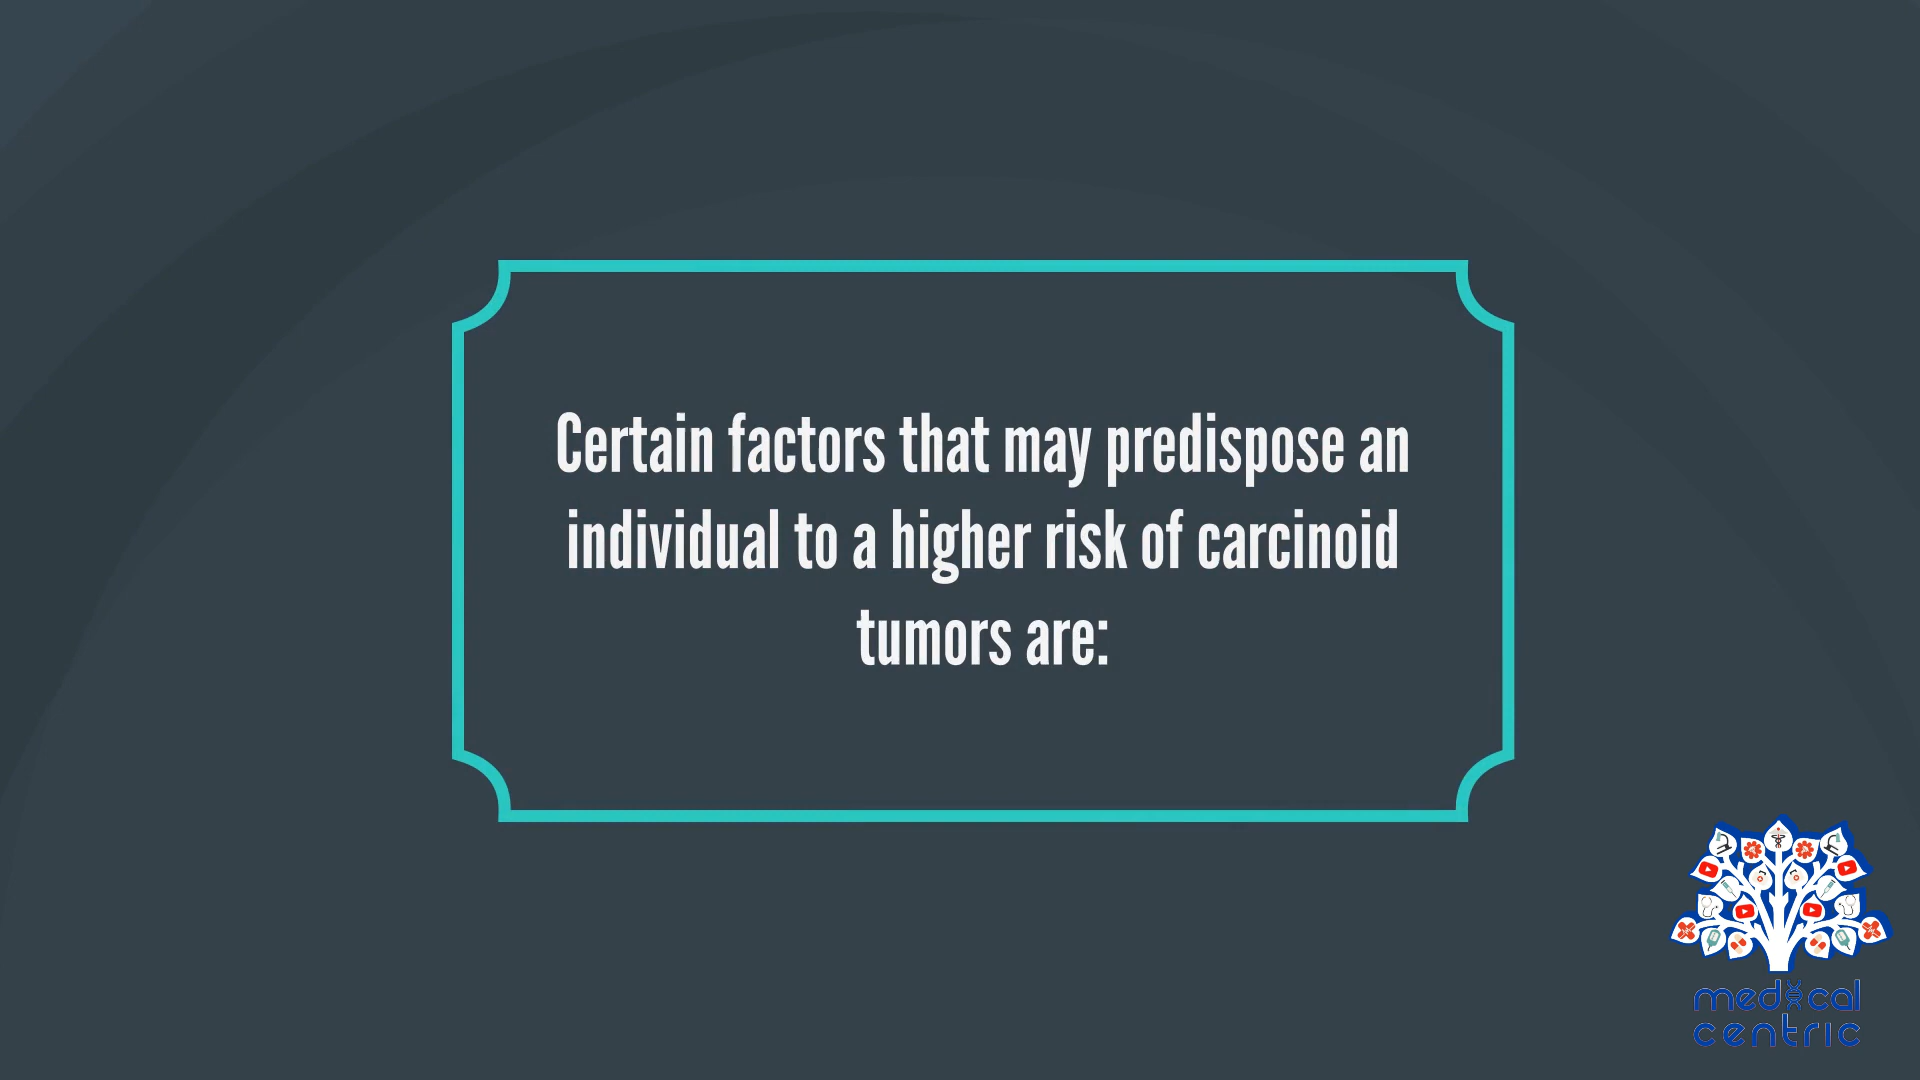 Certain factors that may predispose an
individual to a higher risk of carcinoid
tumors are:
medical
centric